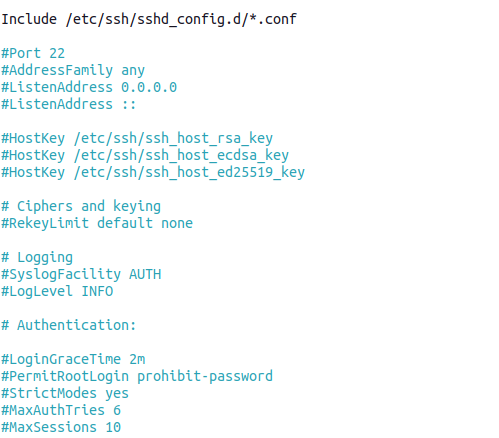 Include /etc/ssh/sshd_config.d/*.conf
#Port 22
#AddressFamily any
#ListenAddress 0.0.0.0
#ListenAddress ::
#HostKey /etc/ssh/ssh_host_rsa_key
#HostKey /etc/ssh/ssh_host_ecdsa_key
#HostKey /etc/ssh/ssh_host_ed25519_key
# Ciphers and keying
#RekeyLimit default none
# Logging
#SyslogFacility AUTH
#LogLevel INFO
# Authentication:
#LoginGraceTime 2m
#PermitRootLogin prohibit-password
#StrictModes yes
#MaxAuthTries 6
#MaxSessions 10